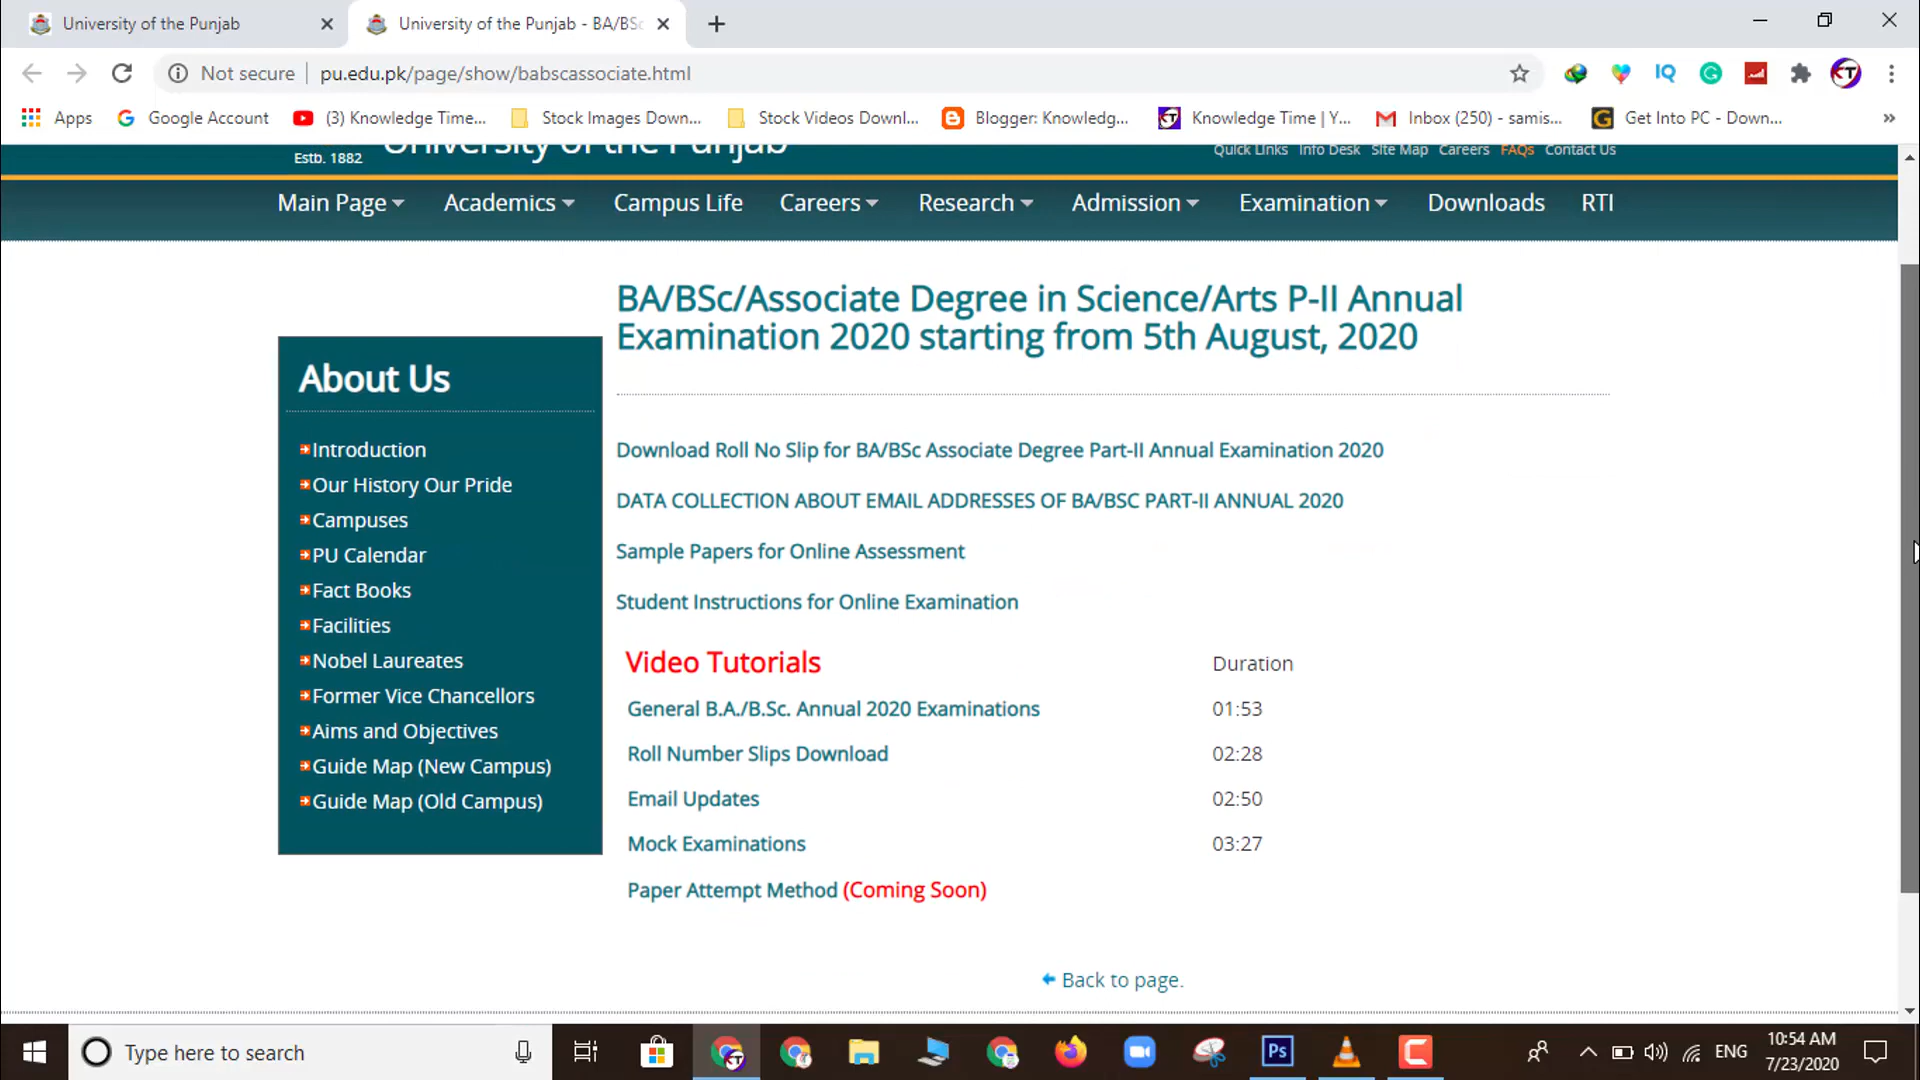 University of the Punjab
University of the Punjab - BA/BSc
Not secure
pu.edu.pk/page/show/babscassociate.html
Apps
Google Account
(3) Knowledge Time...
Stock Images Down...
Stock Videos Downl...
Blogger: Knowledg...
Knowledge Time | Y...
Inbox (250) - samis...
Get Into PC - Down...
Estb. 1882
University of the Punjab
Quick Links Info Desk Site Map Careers FAQs Contact Us
Main Page Academics Campus Life Careers Research Admission Examination Downloads RTI
BA/BSc/Associate Degree in Science/Arts P-II Annual
Examination 2020 starting from 5th August, 2020
About Us
Introduction
Our History Our Pride
Campuses
PU Calendar
Fact Books
Facilities
Nobel Laureates
Former Vice Chancellors
Aims and Objectives
Guide Map (New Campus)
Guide Map (Old Campus)
Download Roll No Slip for BA/BSc Associate Degree Part-II Annual Examination 2020
DATA COLLECTION ABOUT EMAIL ADDRESSES OF BA/BSC PART-II ANNUAL 2020
Sample Papers for Online Assessment
Student Instructions for Online Examination
Video Tutorials Duration
General B.A./B.Sc. Annual 2020 Examinations 01:53
Roll Number Slips Download 02:28
Email Updates 02:50
Mock Examinations 03:27
Paper Attempt Method (Coming Soon)
Back to page.
Type here to search
Ps
ENG
10:54 AM
7/23/2020